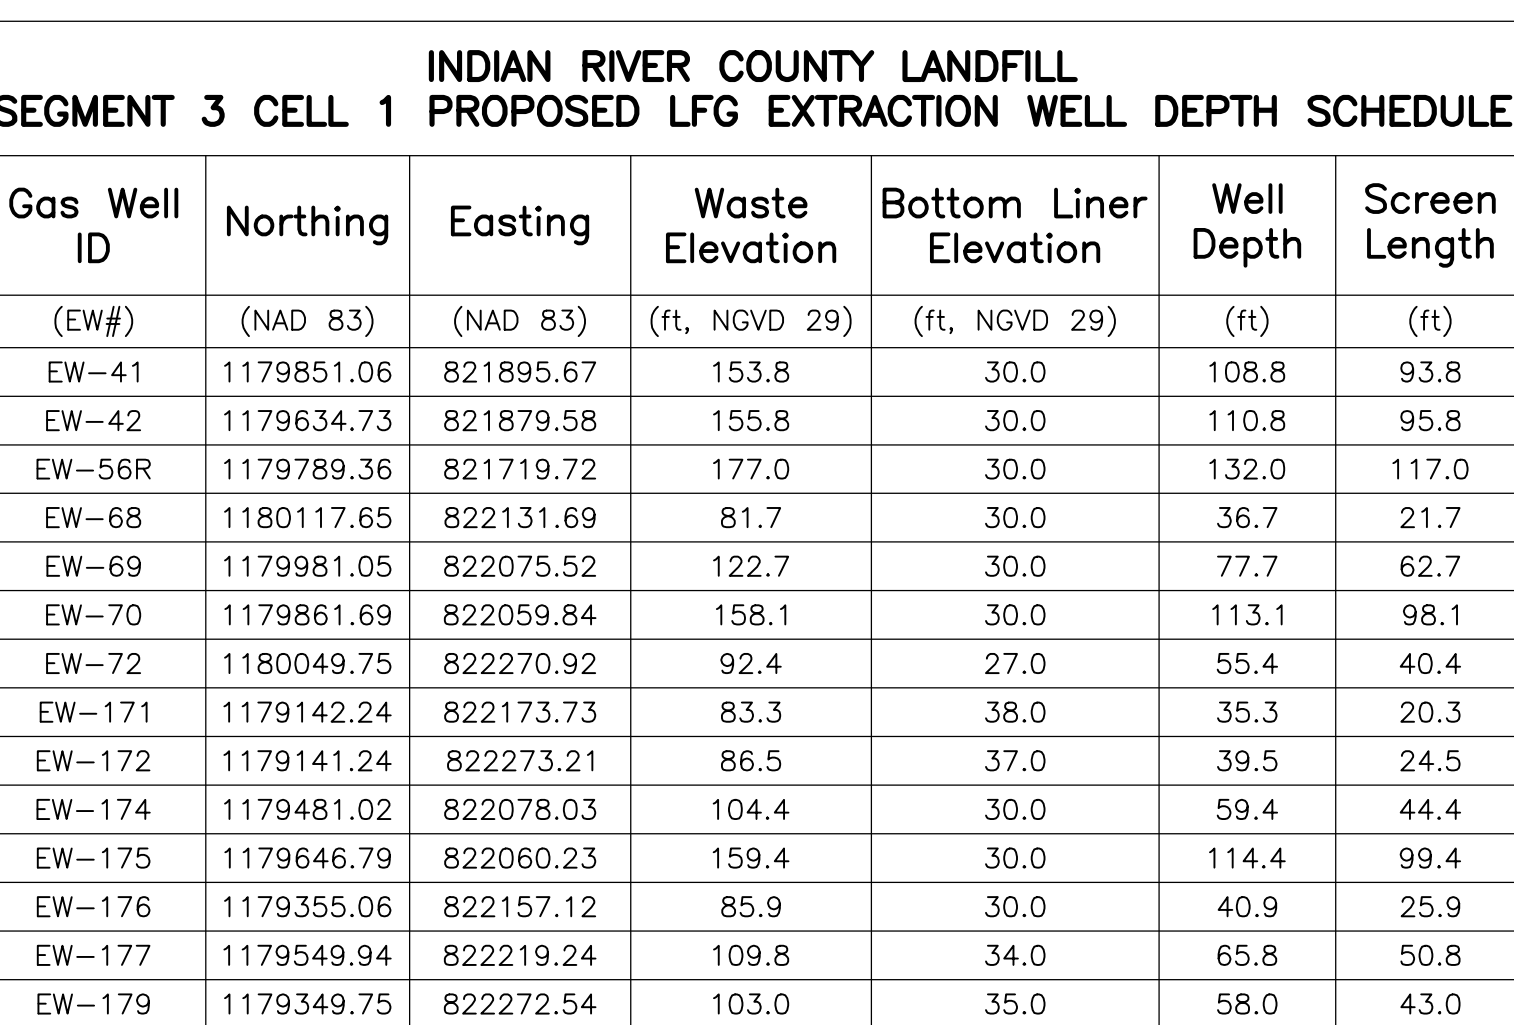 INDIAN RIVER COUNTY LANDFILL
SEGMENT 3 CELL 1 PROPOSED LFG EXTRACTION WELL DEPTH SCHEDULE
Gas Well ID Northing Easting Waste Elevation Bottom Liner Elevation Well Depth Screen Length
(EW#) (NAD 83) (NAD 83) (ft, NGVD 29) (ft, NGVD 29) (ft) (ft)
EW-41 1179851.06 821895.67 153.8 30.0 108.8 93.8
EW-42 1179634.73 821879.58 155.8 30.0 110.8 95.8
EW-56R 1179789.36 821719.72 177.0 30.0 132.0 117.0
EW-68 1180117.65 822131.69 81.7 30.0 36.7 21.7
EW-69 1179981.05 822075.52 122.7 30.0 77.7 62.7
EW-70 1179861.69 822059.84 158.1 30.0 113.1 98.1
EW-72 1180049.75 822270.92 92.4 27.0 55.4 40.4
EW-171 1179142.24 822173.73 83.3 38.0 35.3 20.3
EW-172 1179141.24 822273.21 86.5 37.0 39.5 24.5
EW-174 1179481.02 822078.03 104.4 30.0 59.4 44.4
EW-175 1179646.79 822060.23 159.4 30.0 114.4 99.4
EW-176 1179355.06 822157.12 85.9 30.0 40.9 25.9
EW-177 1179549.94 822219.24 109.8 34.0 65.8 50.8
EW-179 1179349.75 822272.54 103.0 35.0 58.0 43.0